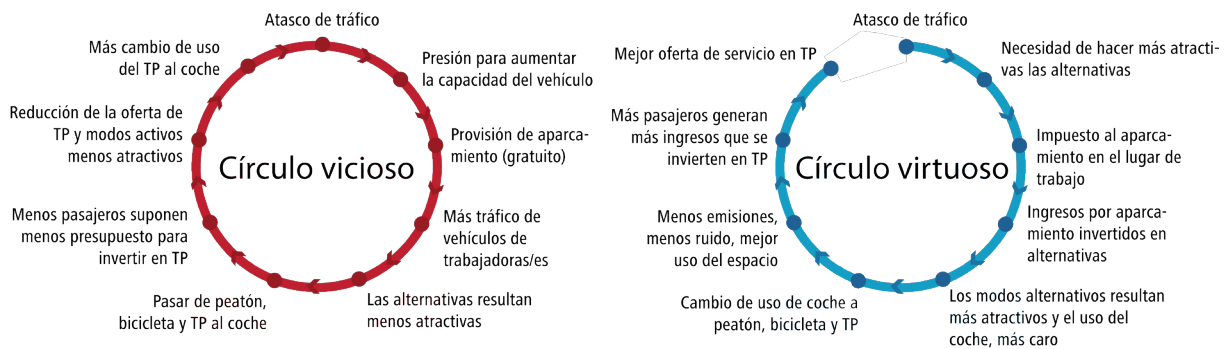 Atasco de tráfico
Presión para aumentar
la capacidad del vehículo
Provisión de aparca-
miento (gratuito)
Más tráfico de
vehículos de
trabajadoras/es
Las alternativas resultan
menos atractivas
Pasar de peatón,
bicicleta y TP al coche
Menos pasajeros suponen
menos presupuesto para
invertir en TP
Reducción de la oferta de
TP y modos activos
menos atractivos
Más cambio de uso
del TP al coche
Círculo vicioso
Atasco de tráfico
Necesidad de hacer más atracti-
vas las alternativas
Impuesto al aparca-
miento en el lugar de
trabajo
Ingresos por aparca-
miento invertidos en
alternativas
Los modos alternativos resultan
más atractivos y el uso del
coche, más caro
Cambio de uso de coche a
peatón, bicicleta y TP
Menos emisiones,
menos ruido, mejor
uso del espacio
Más pasajeros generan
más ingresos que se
invierten en TP
Mejor oferta de servicio en TP
Círculo virtuoso